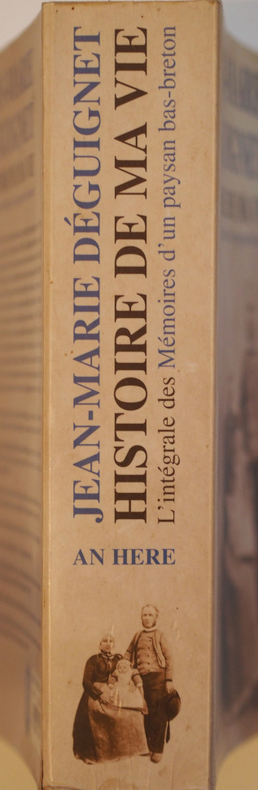 JEAN-MARIE DÉGUIGNET
HISTOIRE DE MA VIE
L'intégrale des Mémoires d'un paysan bas-breton
AN HERE